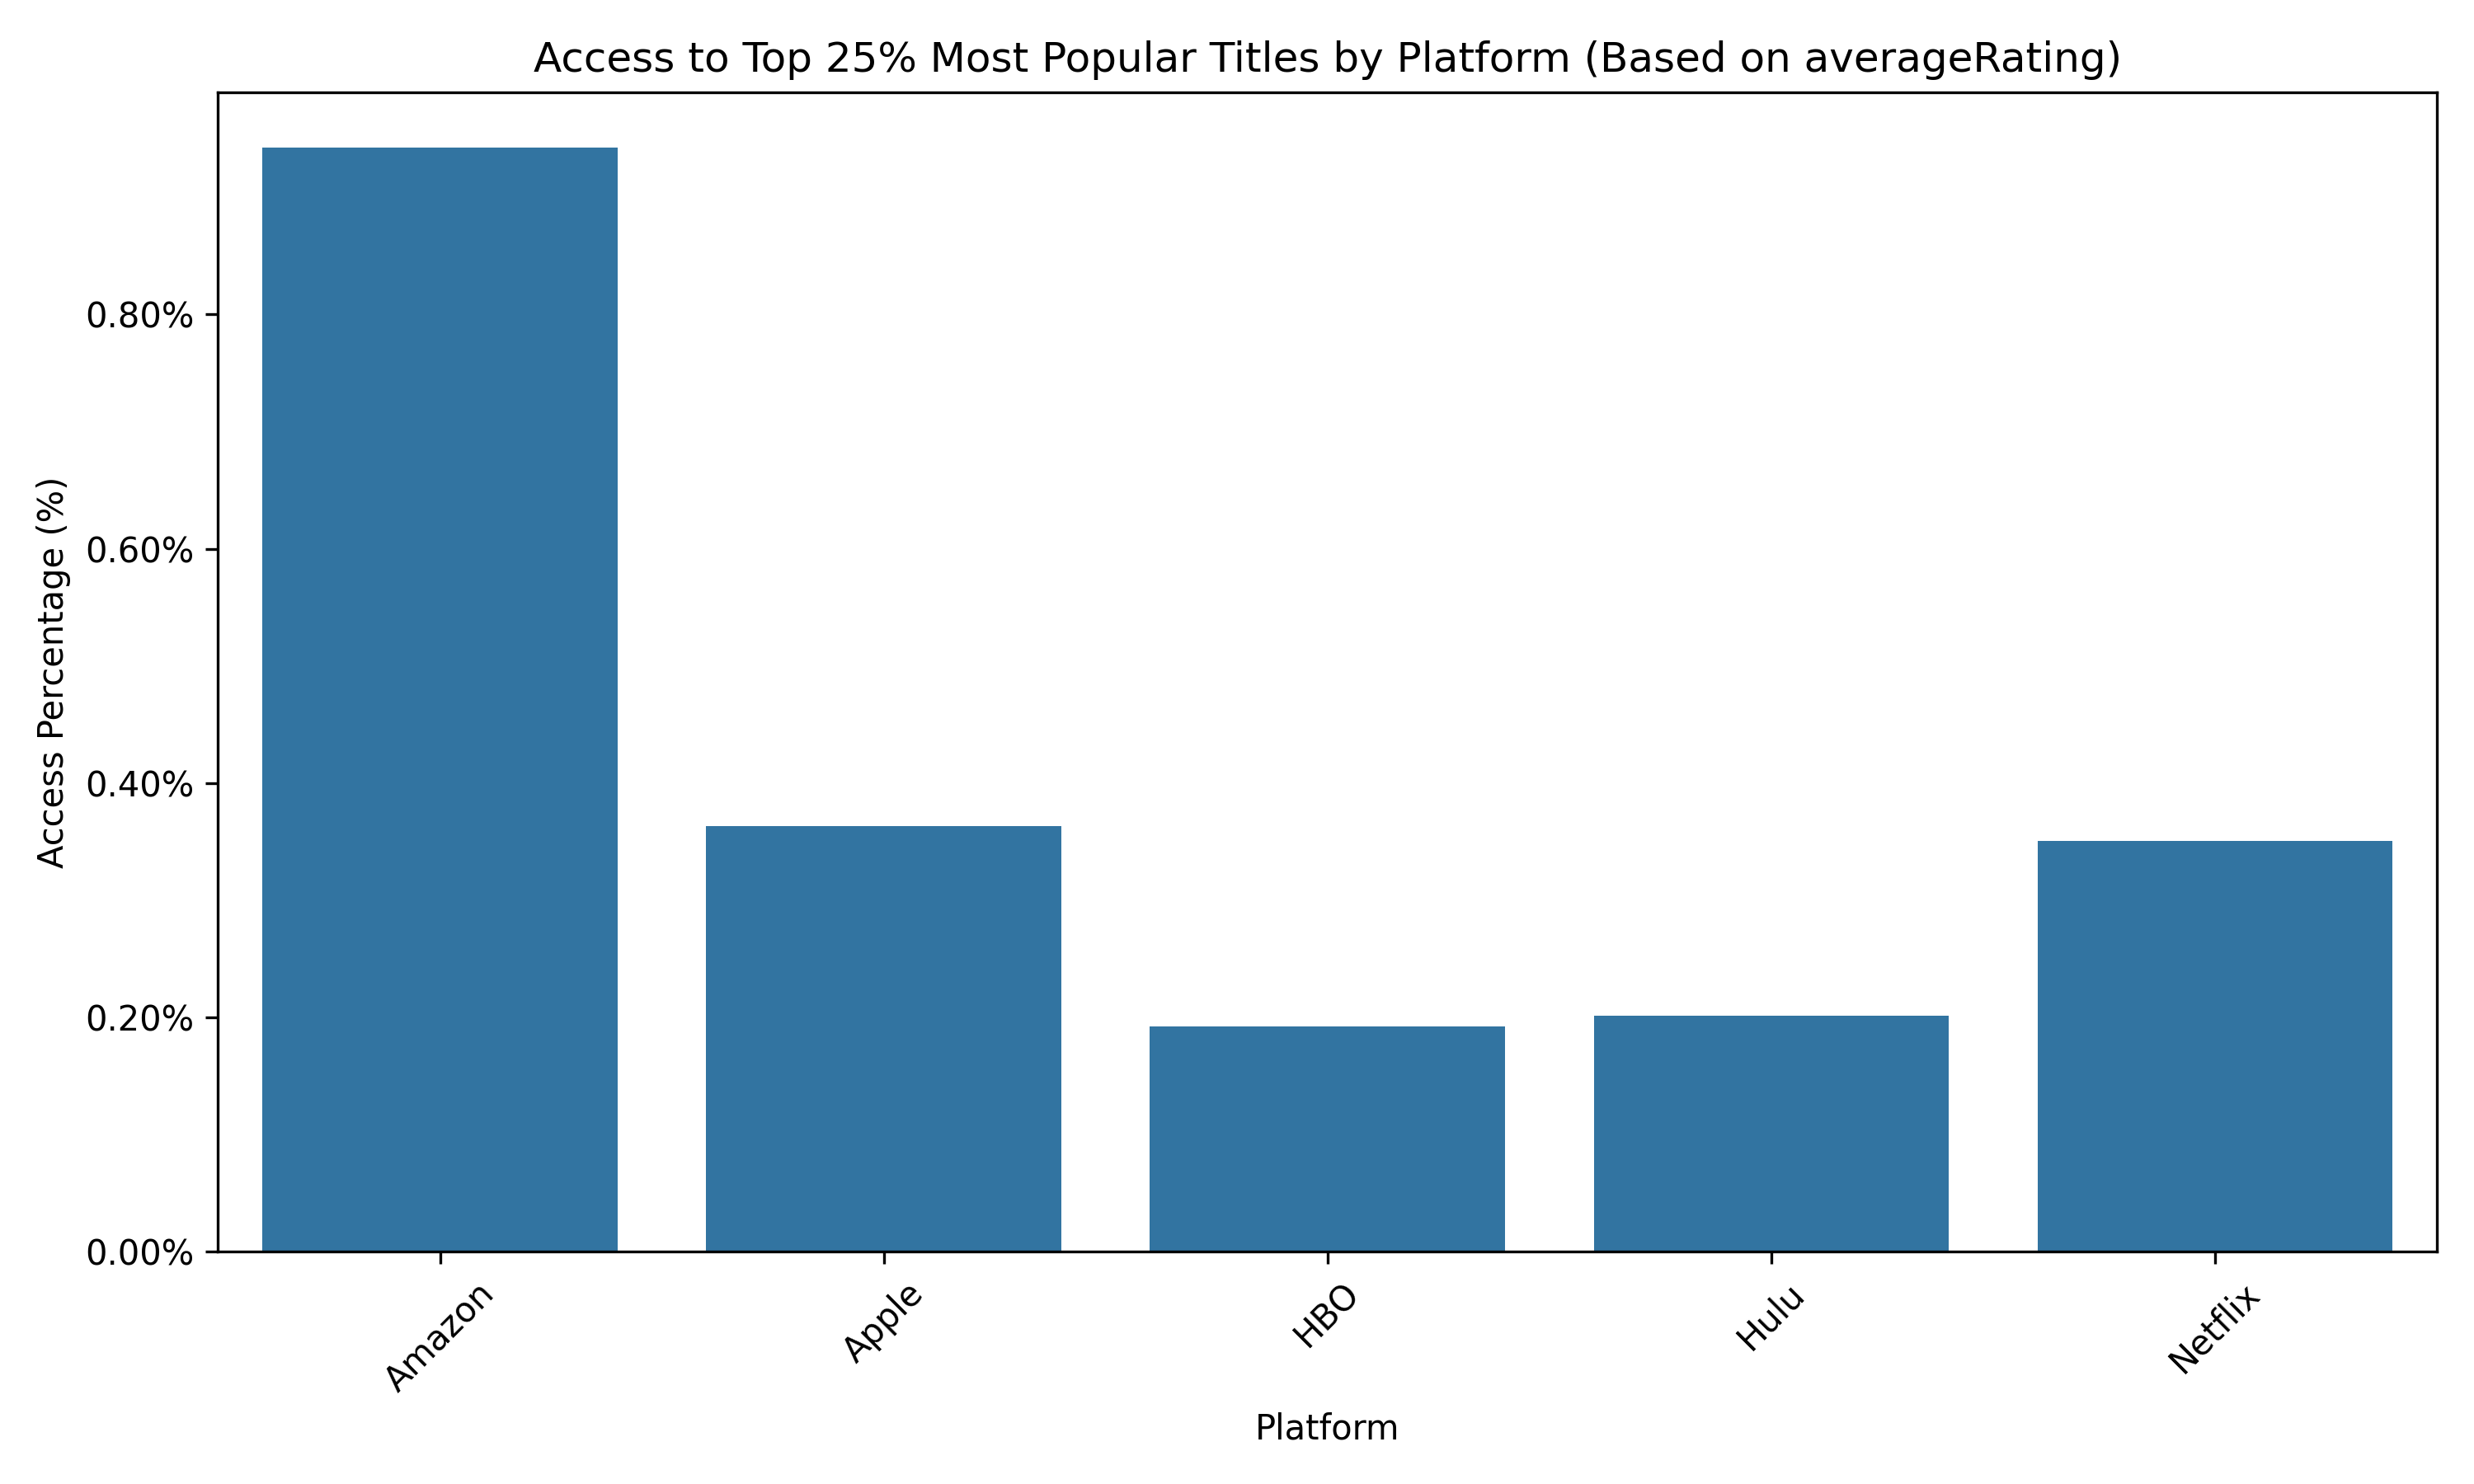 Access to Top 25% Most Popular Titles by Platform (Based on averageRating)
Access Percentage (%)
0.80%
0.60%
0.40%
0.20%
0.00%
Amazon
Apple
HBO
Hulu
Netflix
Platform